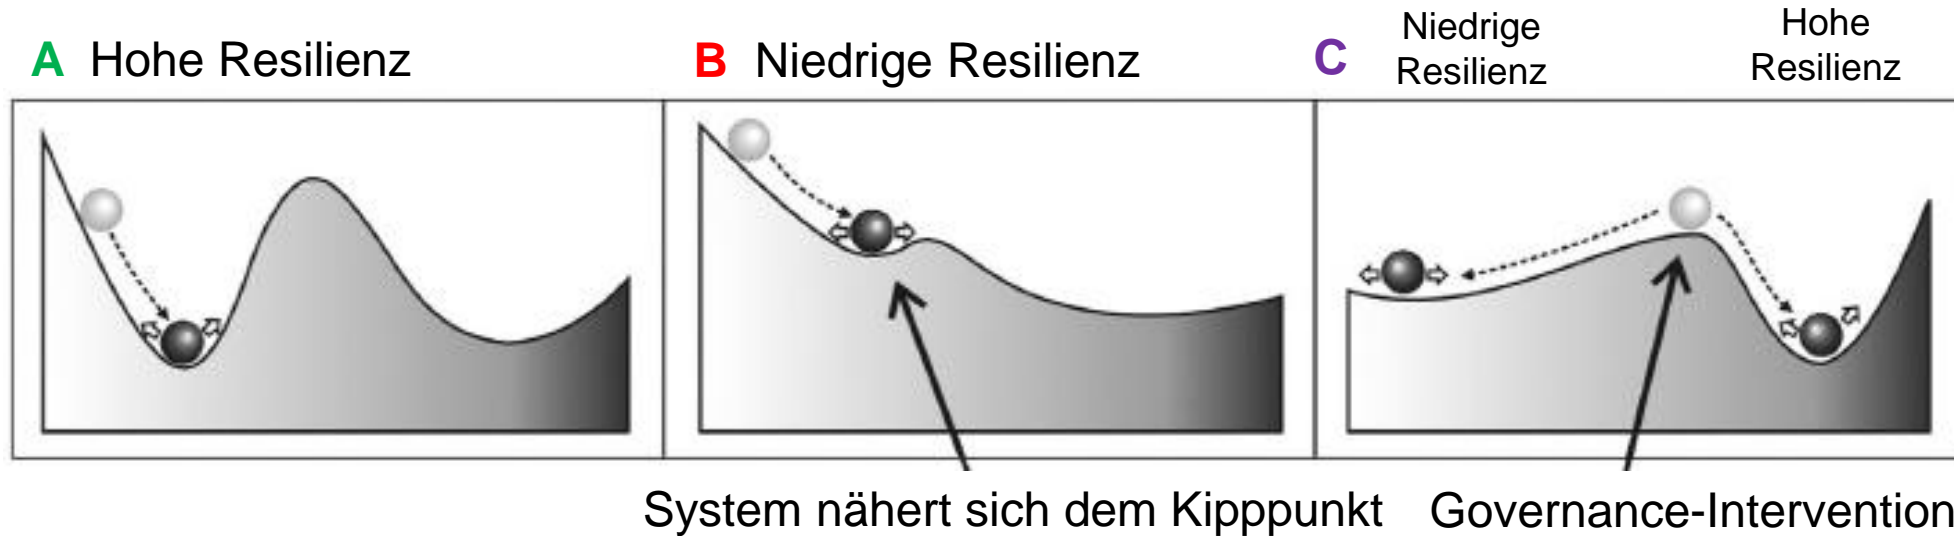 A Hohe Resilienz
B Niedrige Resilienz
C
Niedrige
Resilienz
Hohe
Resilienz
System nähert sich dem Kipppunkt
Governance-Intervention